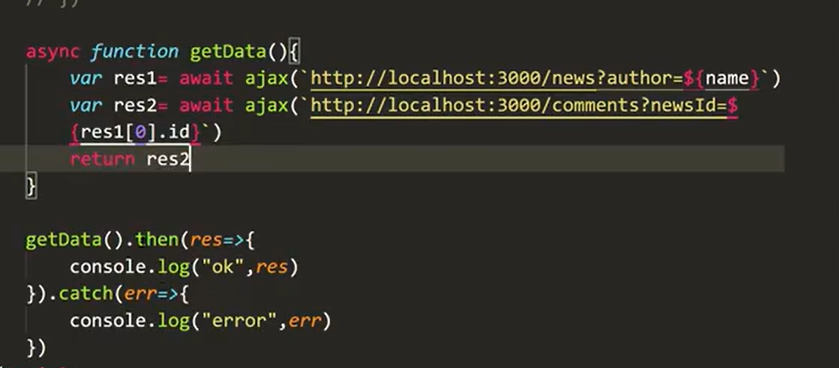 // })
async function getData(){
var res1= await ajax(`http://localhost:3000/news?author=${name}`)
var res2= await ajax(`http://localhost:3000/comments?newsId=$
{res1[0].id}`)
return res2
}
getData().then(res=>{
console.log("ok",res)
}).catch(err=>{
console.log("error",err)
})